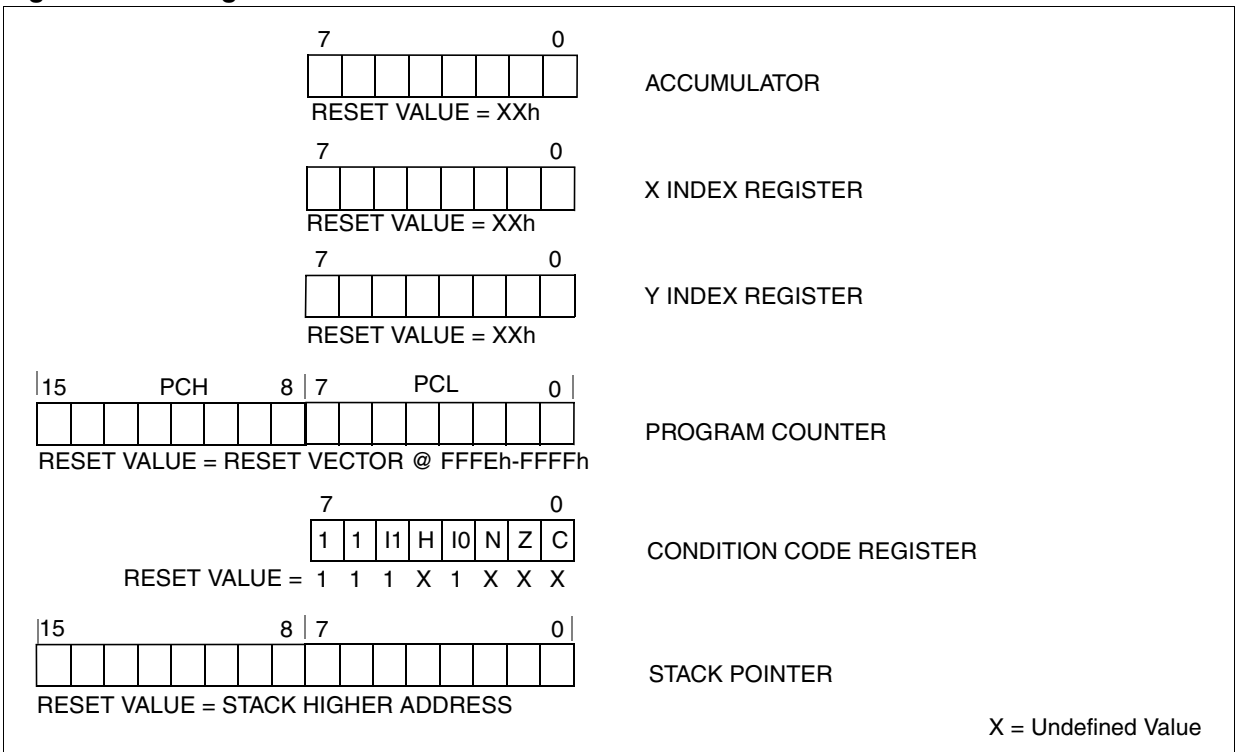 7 0
ACCUMULATOR
RESET VALUE = XXh
7 0
X INDEX REGISTER
RESET VALUE = XXh
7 0
Y INDEX REGISTER
RESET VALUE = XXh
15 PCH 8 7 PCL 0
PROGRAM COUNTER
RESET VALUE = RESET VECTOR @ FFFEh-FFFFh
7 0
1 1 I1 H I0 N Z C
CONDITION CODE REGISTER
RESET VALUE = 1 1 1 X 1 X X X
15 8 7 0
STACK POINTER
RESET VALUE = STACK HIGHER ADDRESS
X = Undefined Value